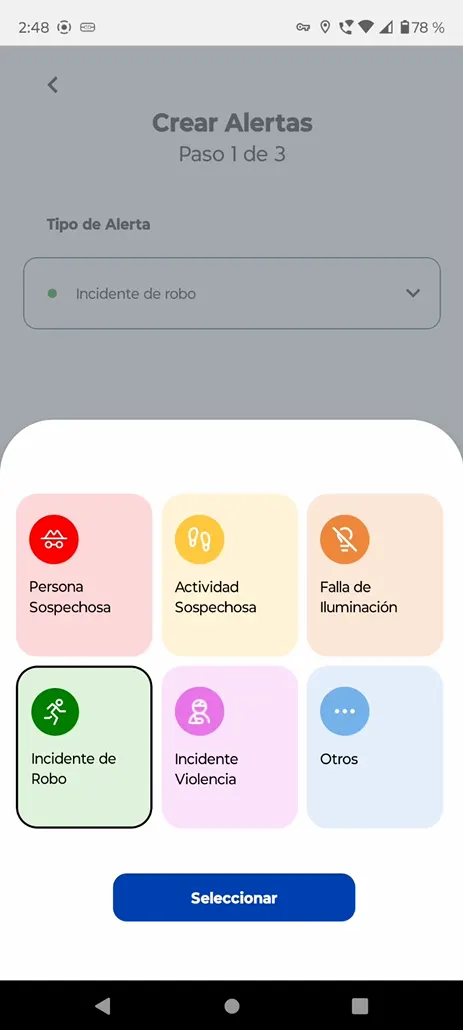 2:48
78 %
Crear Alertas
Paso 1 de 3
Tipo de Alerta
Incidente de robo
Persona
Sospechosa
Actividad
Sospechosa
Falla de
Iluminación
Incidente de
Robo
Incidente
Violencia
Otros
Seleccionar